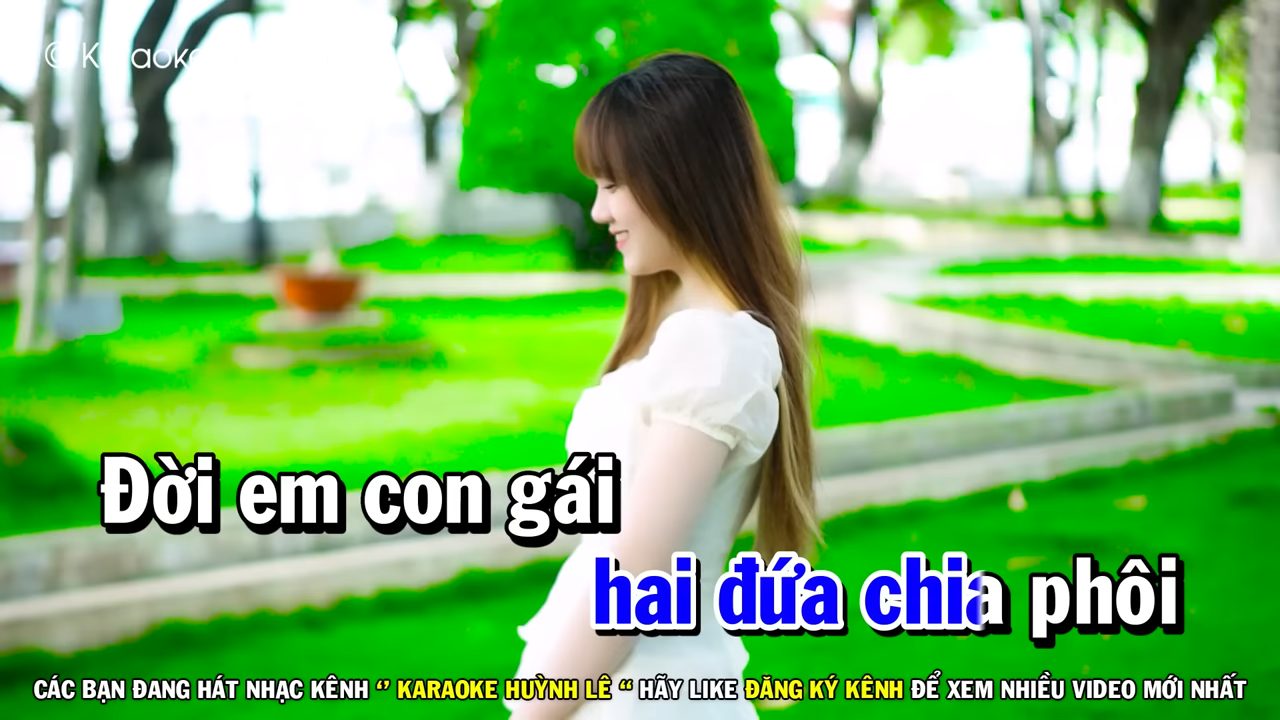 © Karaoke
Đời em con gái
hai đứa chia phôi
CÁC BẠN ĐANG HÁT NHẠC KÊNH ‘’ KARAOKE HUỲNH LÊ “ HÃY LIKE ĐĂNG KÝ KÊNH ĐỂ XEM NHIỀU VIDEO MỚI NHẤT